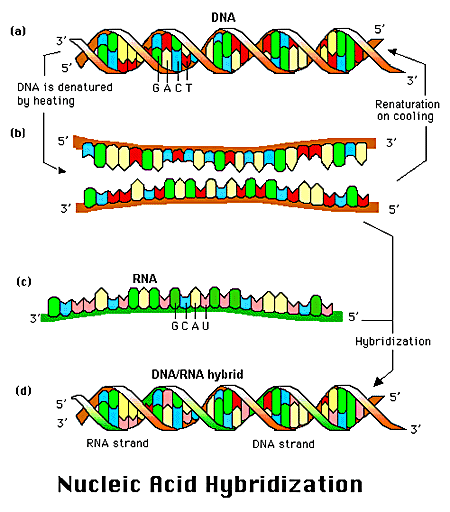 DNA
(a)
3'
5'
5'
3'
G A C T
DNA is denatured
by heating
Renaturation
on cooling
(b)
5'
3'
3'
5'
(c)
RNA
3'
5'
G C A U
Hybridization
(d)
DNA/RNA hybrid
5'
3'
5'
3'
RNA strand
DNA strand
Nucleic Acid Hybridization